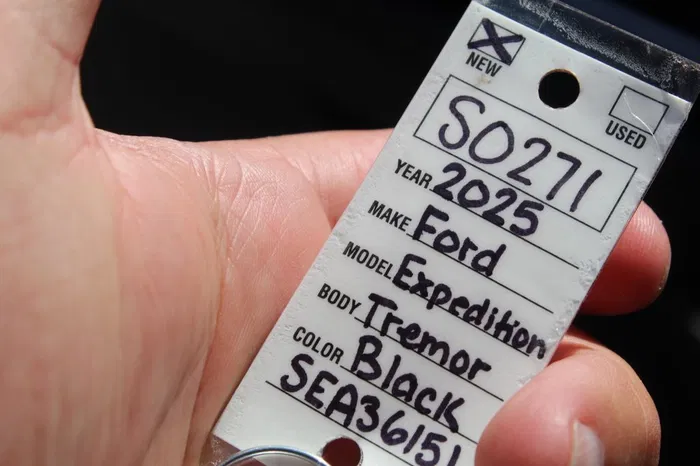 NEW
USED
SO271
YEAR 2025
MAKE Ford
MODEL Expedition
BODY Tremor
COLOR Black
SEA36151